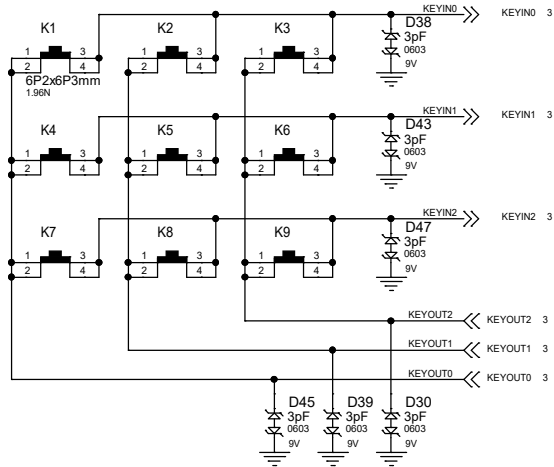 KEYIN0 KEYIN0 3
K1 K2 K3 D38
3pF
1 3 1 3 1 3 0603
2 4 2 4 2 4 9V
6P2x6P3mm
1.96N
KEYIN1 KEYIN1 3
K4 K5 K6 D43
3pF
1 3 1 3 1 3 0603
2 4 2 4 2 4 9V
KEYIN2 KEYIN2 3
K7 K8 K9 D47
3pF
1 3 1 3 1 3 0603
2 4 2 4 2 4 9V
KEYOUT2 KEYOUT2 3
KEYOUT1 KEYOUT1 3
KEYOUT0 KEYOUT0 3
D45 D39 D30
3pF 3pF 3pF
0603 0603 0603
9V 9V 9V